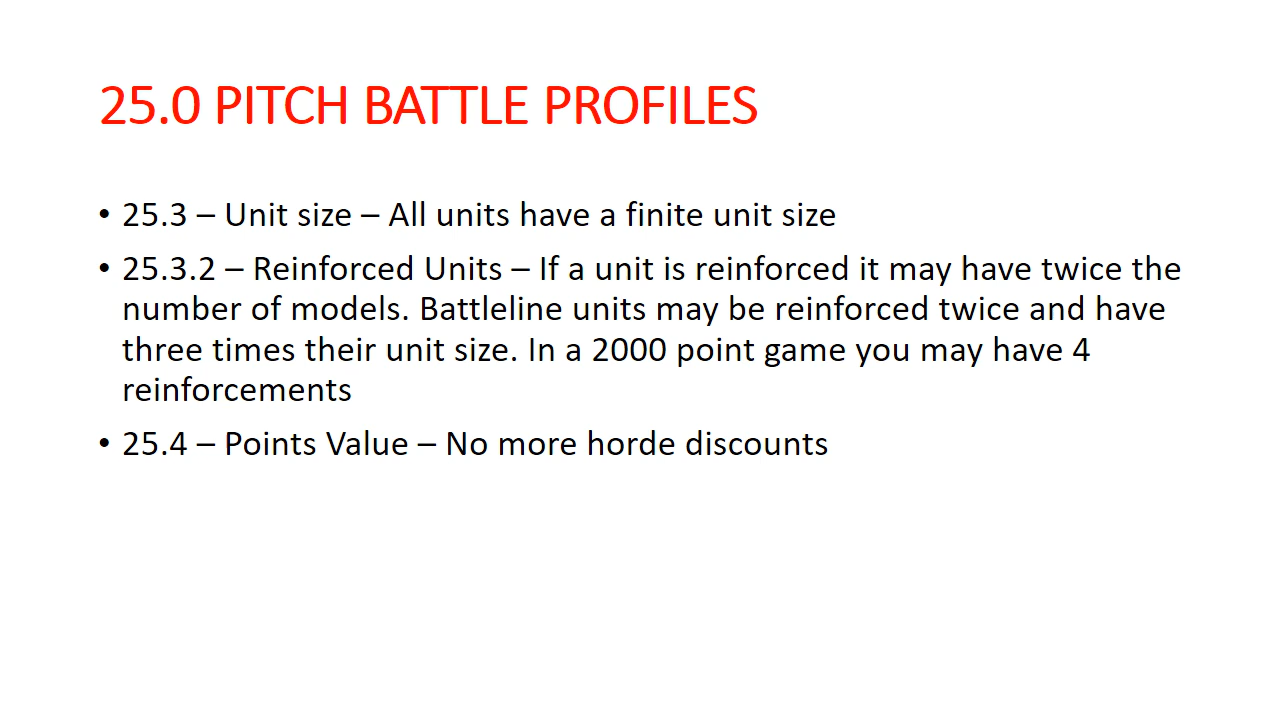 25.0 PITCH BATTLE PROFILES
• 25.3 – Unit size – All units have a finite unit size
• 25.3.2 – Reinforced Units – If a unit is reinforced it may have twice the
number of models. Battleline units may be reinforced twice and have
three times their unit size. In a 2000 point game you may have 4
reinforcements
• 25.4 – Points Value – No more horde discounts